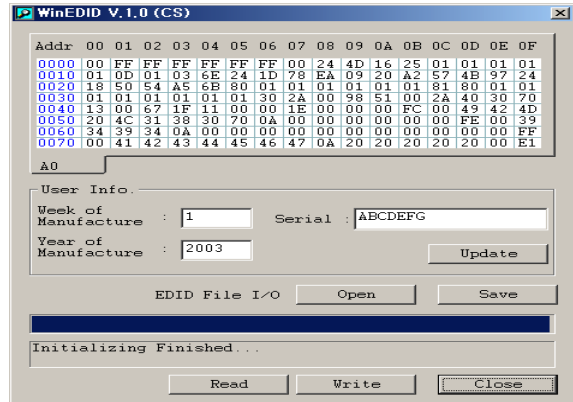 WinEDID V.1.0 (CS)
Addr 00 01 02 03 04 05 06 07 08 09 0A 0B 0C 0D 0E 0F
0000 00 FF FF FF FF FF FF 00 24 4D 16 25 01 01 01 01
0010 01 0D 01 03 6E 24 1D 78 EA 09 20 A2 57 4B 97 24
0020 18 50 54 A5 6B 80 01 01 01 01 01 01 81 80 01 01
0030 01 01 01 01 01 01 30 2A 00 98 51 00 2A 40 30 70
0040 13 00 67 1F 11 00 00 1E 00 00 00 FC 00 49 42 4D
0050 20 4C 31 38 30 70 0A 00 00 00 00 00 00 FE 00 39
0060 34 39 34 0A 00 00 00 00 00 00 00 00 00 00 00 FF
0070 00 41 42 43 44 45 46 47 0A 20 20 20 20 20 00 E1
A0
User Info.
Week of Manufacture : 1 Serial : ABCDEFG
Year of Manufacture : 2003 Update
EDID File I/O Open Save
Initializing Finished...
Read Write Close